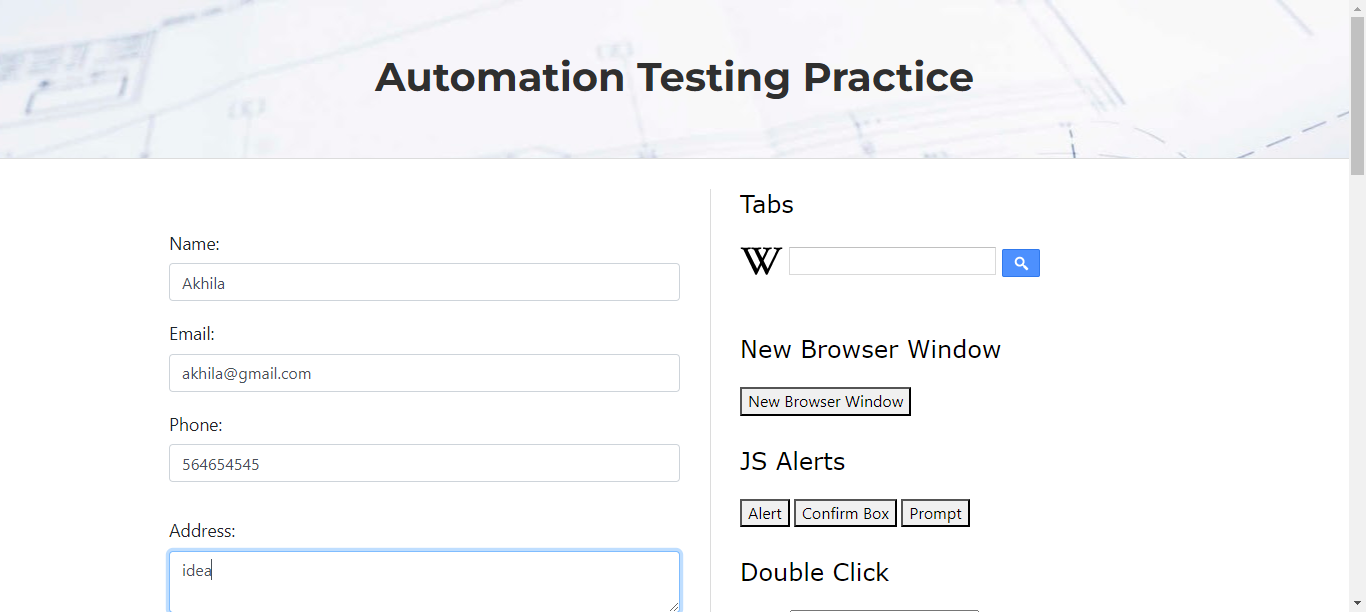 Automation Testing Practice
Name:
Akhila
Email:
akhila@gmail.com
Phone:
564654545
Address:
idea
Tabs
W
New Browser Window
New Browser Window
JS Alerts
Alert Confirm Box Prompt
Double Click